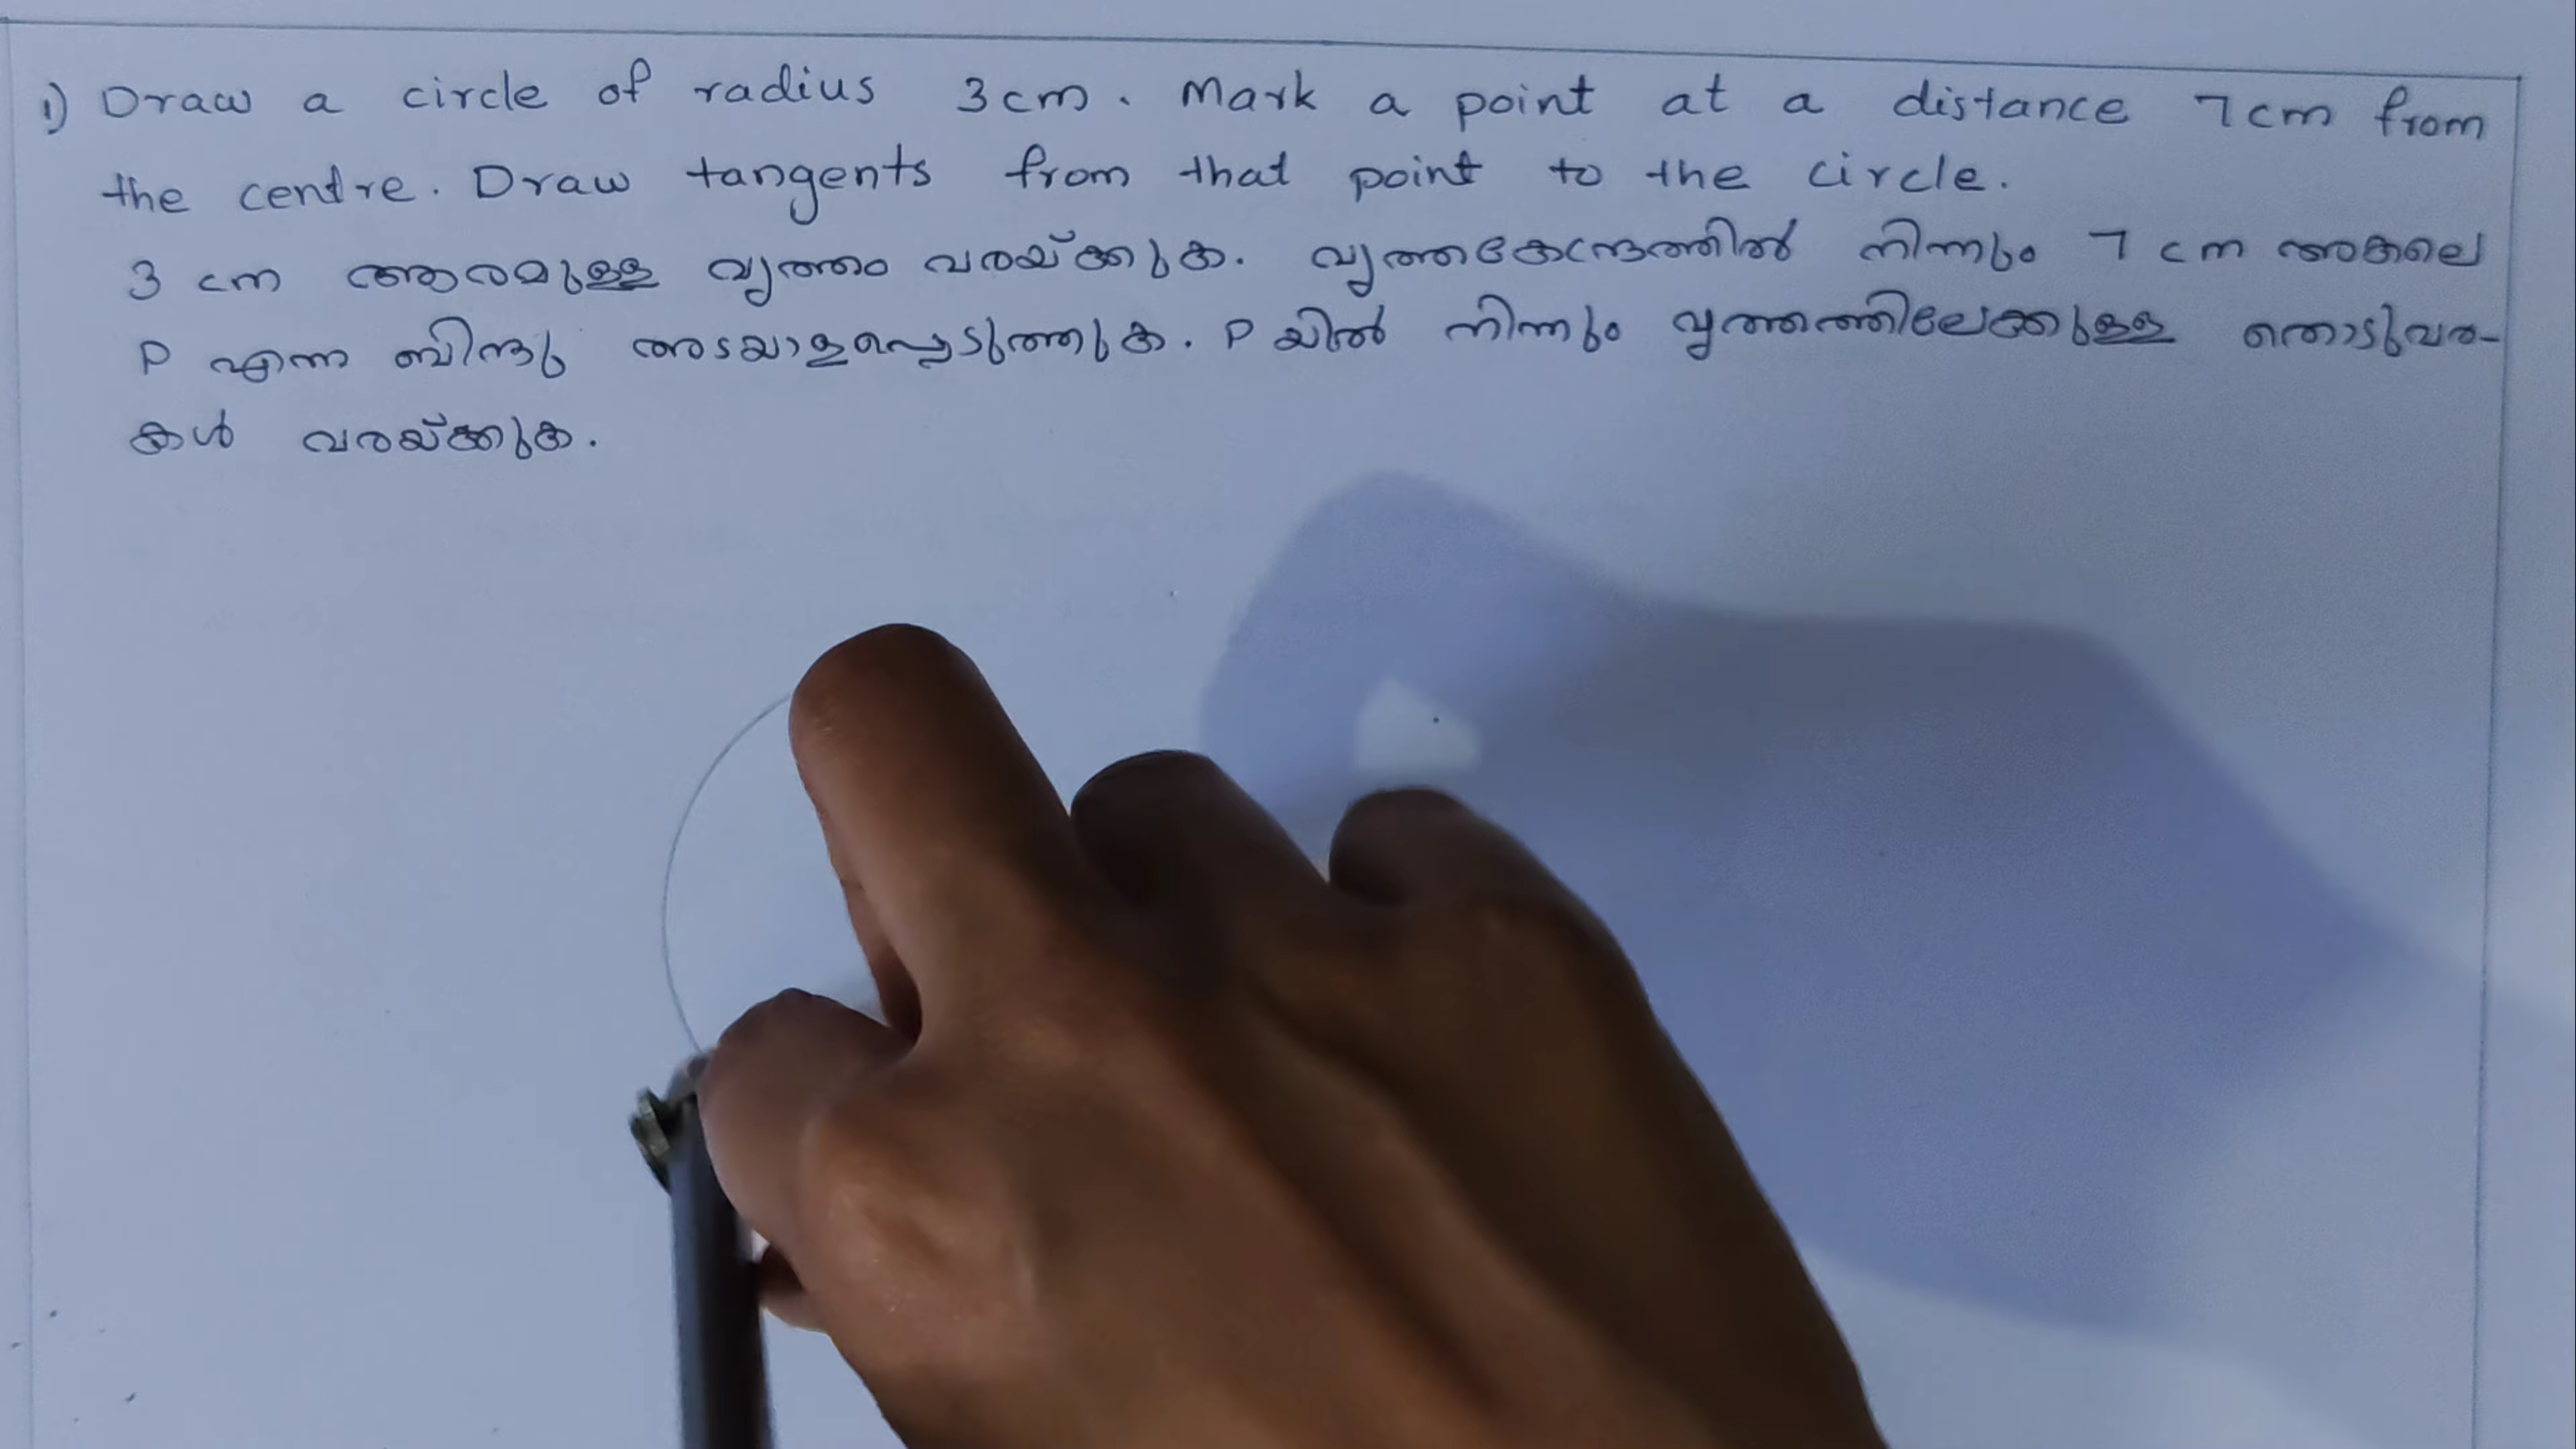 1) Draw a circle of radius 3cm. Mark a point at a distance 7cm from
the centre. Draw tangents from that point to the circle.
3 cm ആരമുള്ള വൃത്തം വരയ്ക്കുക. വൃത്തകേന്ദ്രത്തിൽ നിന്നും 7 cm അകലെ
P എന്ന ബിന്ദു അടയാളപ്പെടുത്തുക. P യിൽ നിന്നും വൃത്തത്തിലേക്കുള്ള തൊടുവര-
കൾ വരയ്ക്കുക.